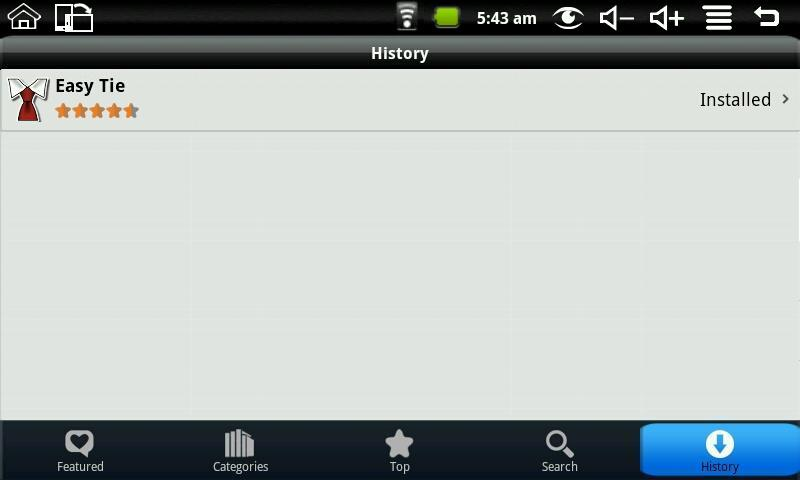 5:43 am
History
Easy Tie
Installed
Featured
Categories
Top
Search
History